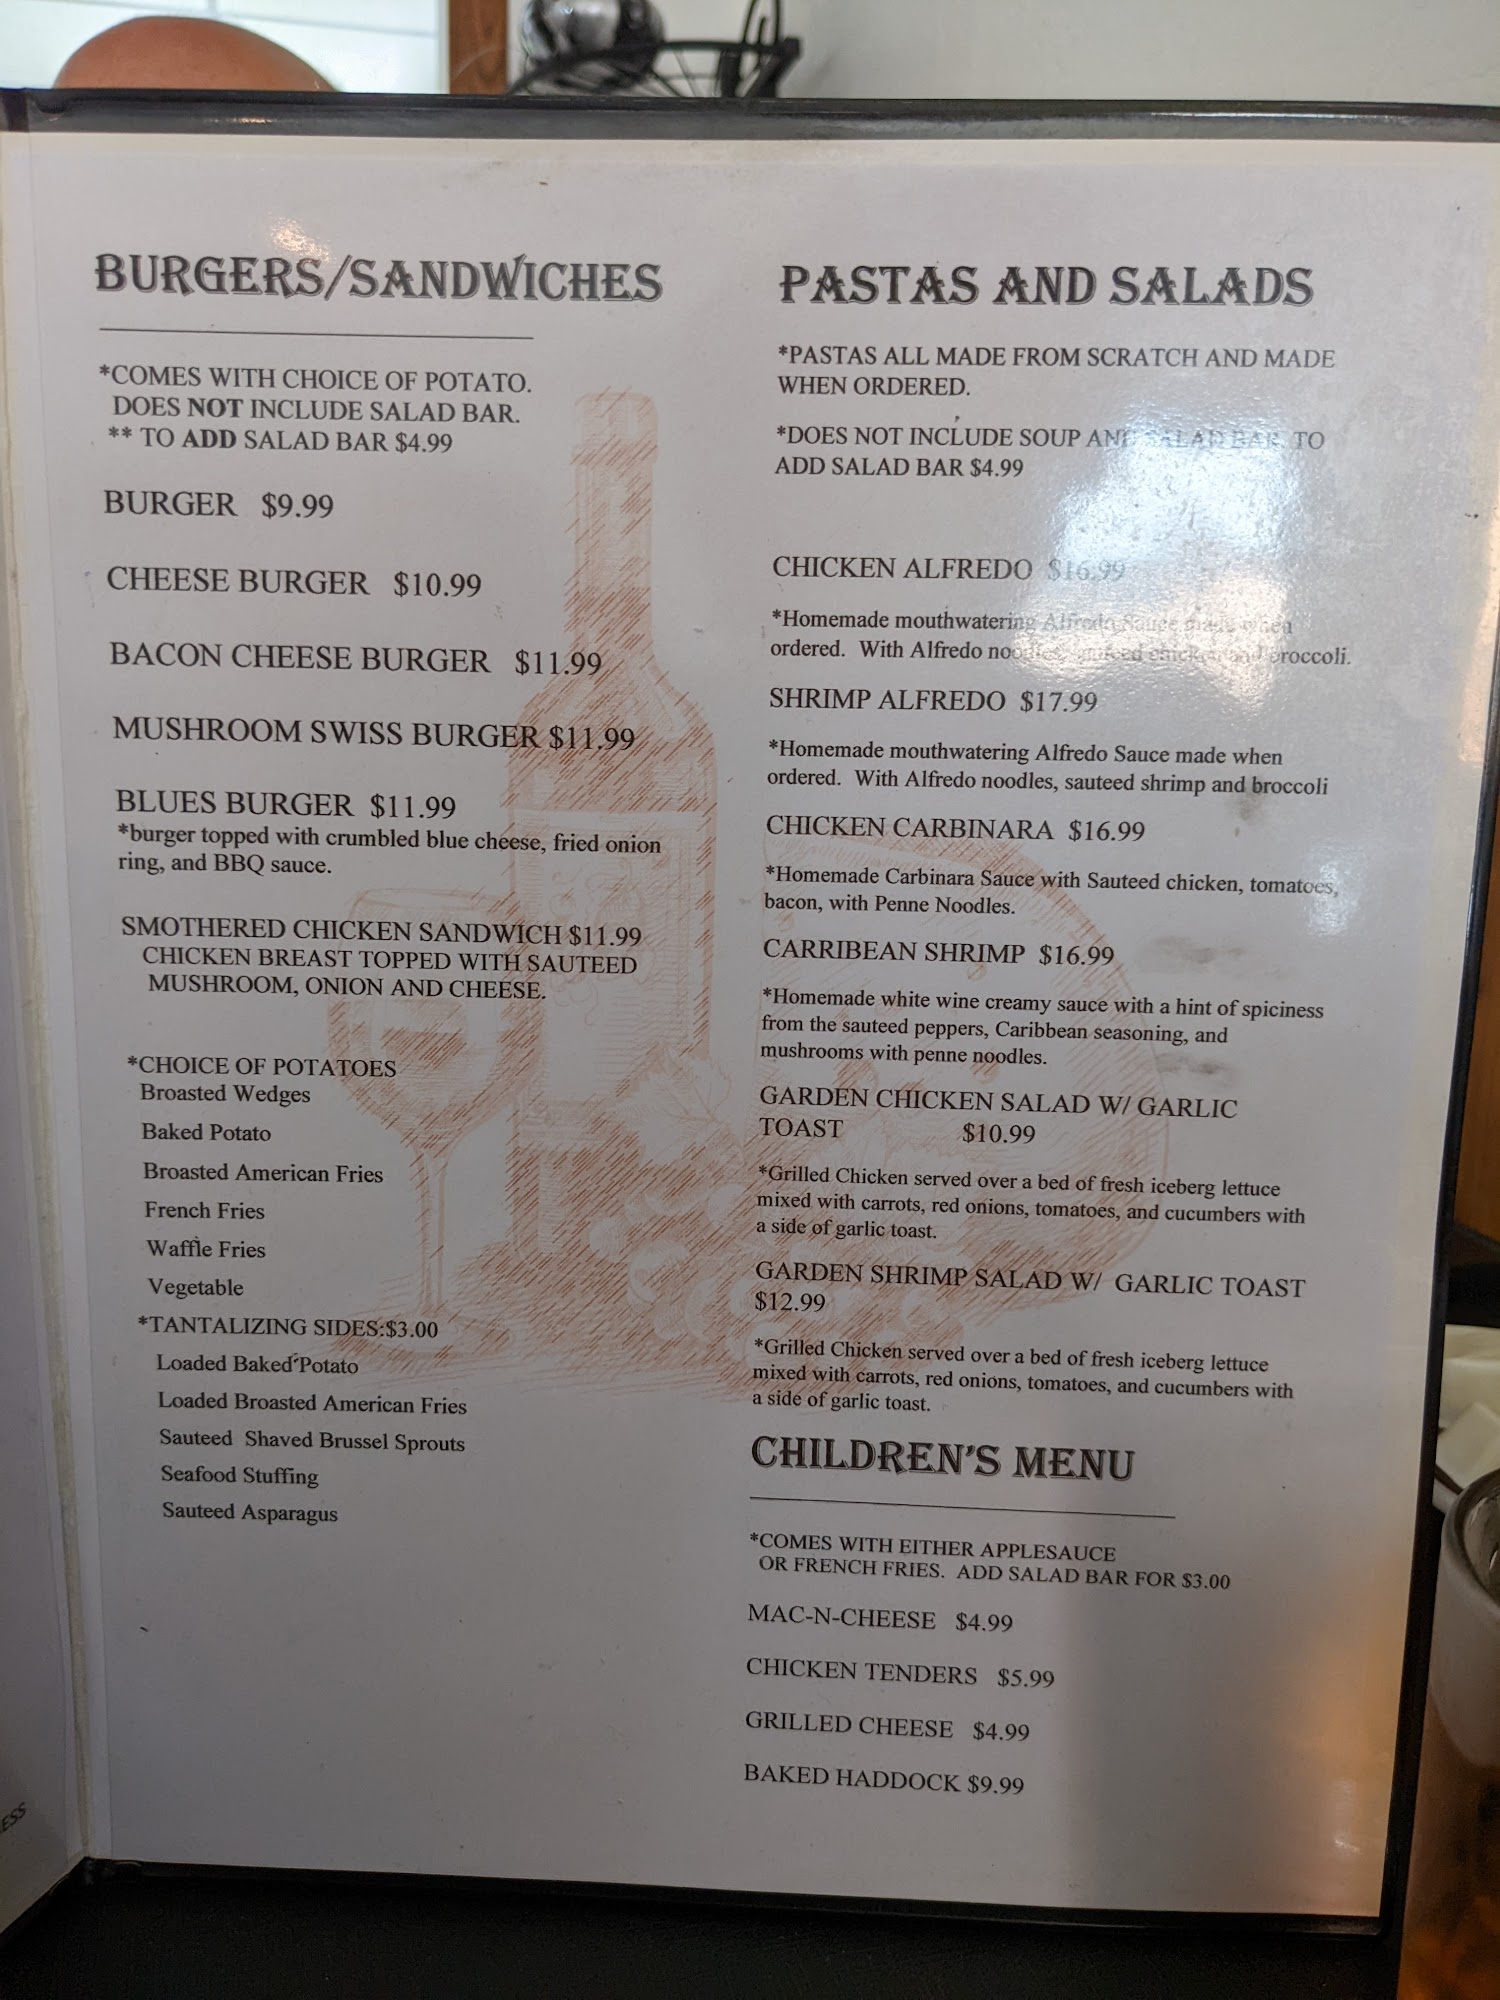 BURGERS/SANDWICHES
*COMES WITH CHOICE OF POTATO.
DOES NOT INCLUDE SALAD BAR.
** TO ADD SALAD BAR $4.99
BURGER $9.99
CHEESE BURGER $10.99
BACON CHEESE BURGER $11.99
MUSHROOM SWISS BURGER $11.99
BLUES BURGER $11.99
*burger topped with crumbled blue cheese, fried onion
ring, and BBQ sauce.
SMOTHERED CHICKEN SANDWICH $11.99
CHICKEN BREAST TOPPED WITH SAUTEED
MUSHROOM, ONION AND CHEESE.
*CHOICE OF POTATOES
Broasted Wedges
Baked Potato
Broasted American Fries
French Fries
Waffle Fries
Vegetable
*TANTALIZING SIDES:$3.00
Loaded Baked Potato
Loaded Broasted American Fries
Sauteed Shaved Brussel Sprouts
Seafood Stuffing
Sauteed Asparagus
PASTAS AND SALADS
*PASTAS ALL MADE FROM SCRATCH AND MADE
WHEN ORDERED.
*DOES NOT INCLUDE SOUP AND SALAD BAR. TO
ADD SALAD BAR $4.99
CHICKEN ALFREDO $16.99
*Homemade mouthwatering Alfredo Sauce made when
ordered. With Alfredo noodles, sauteed chicken and broccoli.
SHRIMP ALFREDO $17.99
*Homemade mouthwatering Alfredo Sauce made when
ordered. With Alfredo noodles, sauteed shrimp and broccoli
CHICKEN CARBINARA $16.99
*Homemade Carbinara Sauce with Sauteed chicken, tomatoes,
bacon, with Penne Noodles.
CARRIBEAN SHRIMP $16.99
*Homemade white wine creamy sauce with a hint of spiciness
from the sauteed peppers, Caribbean seasoning, and
mushrooms with penne noodles.
GARDEN CHICKEN SALAD W/ GARLIC
TOAST $10.99
*Grilled Chicken served over a bed of fresh iceberg lettuce
mixed with carrots, red onions, tomatoes, and cucumbers with
a side of garlic toast.
GARDEN SHRIMP SALAD W/ GARLIC TOAST
$12.99
*Grilled Chicken served over a bed of fresh iceberg lettuce
mixed with carrots, red onions, tomatoes, and cucumbers with
a side of garlic toast.
CHILDREN'S MENU
*COMES WITH EITHER APPLESAUCE
OR FRENCH FRIES. ADD SALAD BAR FOR $3.00
MAC-N-CHEESE $4.99
CHICKEN TENDERS $5.99
GRILLED CHEESE $4.99
BAKED HADDOCK $9.99